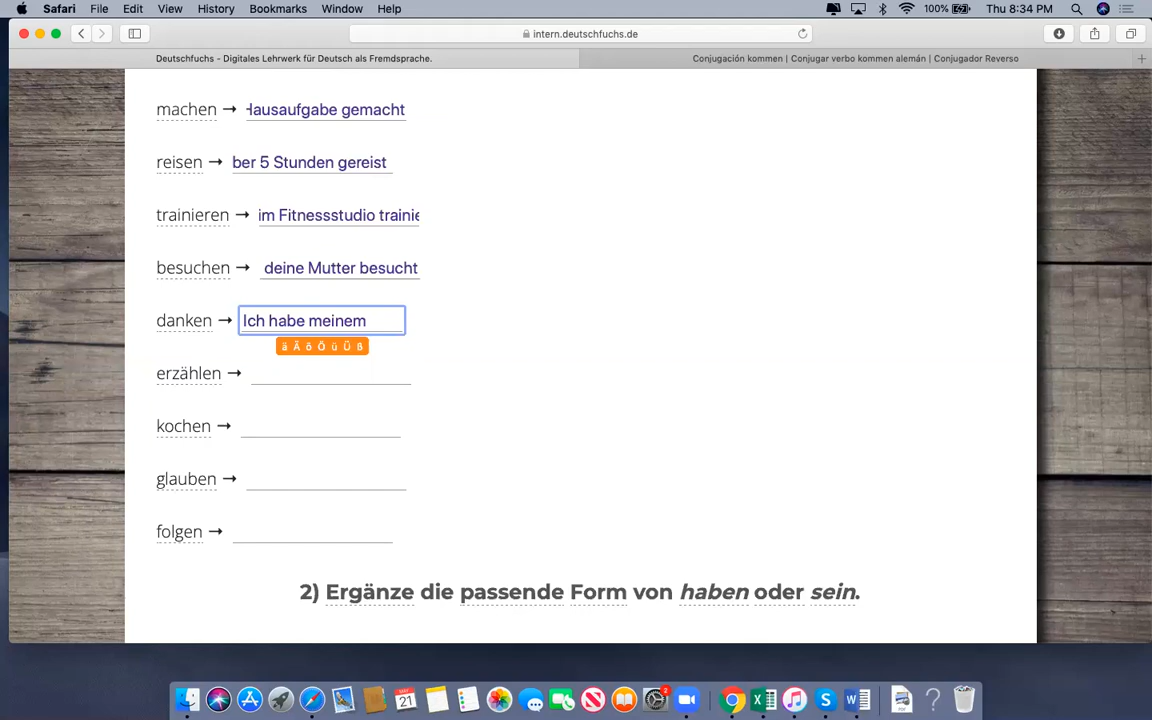 Safari File Edit View History Bookmarks Window Help 100% Thu 8:34 PM
intern.deutschfuchs.de
Deutschfuchs - Digitales Lehrwerk für Deutsch als Fremdsprache. Conjugación kommen | Conjugar verbo kommen alemán | Conjugador Reverso
machen → Hausaufgabe gemacht
reisen → ber 5 Stunden gereist
trainieren → im Fitnessstudio trainie
besuchen → deine Mutter besucht
danken → Ich habe meinem
ä Ä ö Ö ü Ü ß
erzählen →
kochen →
glauben →
folgen →
2) Ergänze die passende Form von haben oder sein.